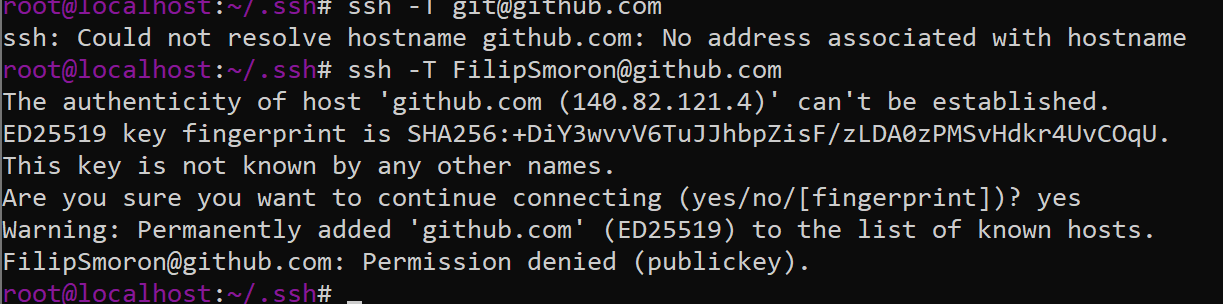 root@localhost:~/.ssh# ssh -T git@github.com
ssh: Could not resolve hostname github.com: No address associated with hostname
root@localhost:~/.ssh# ssh -T FilipSmoron@github.com
The authenticity of host 'github.com (140.82.121.4)' can't be established.
ED25519 key fingerprint is SHA256:+DiY3wvvV6TuJJhbpZisF/zLDA0zPMSvHdkr4UvCOqU.
This key is not known by any other names.
Are you sure you want to continue connecting (yes/no/[fingerprint])? yes
Warning: Permanently added 'github.com' (ED25519) to the list of known hosts.
FilipSmoron@github.com: Permission denied (publickey).
root@localhost:~/.ssh#